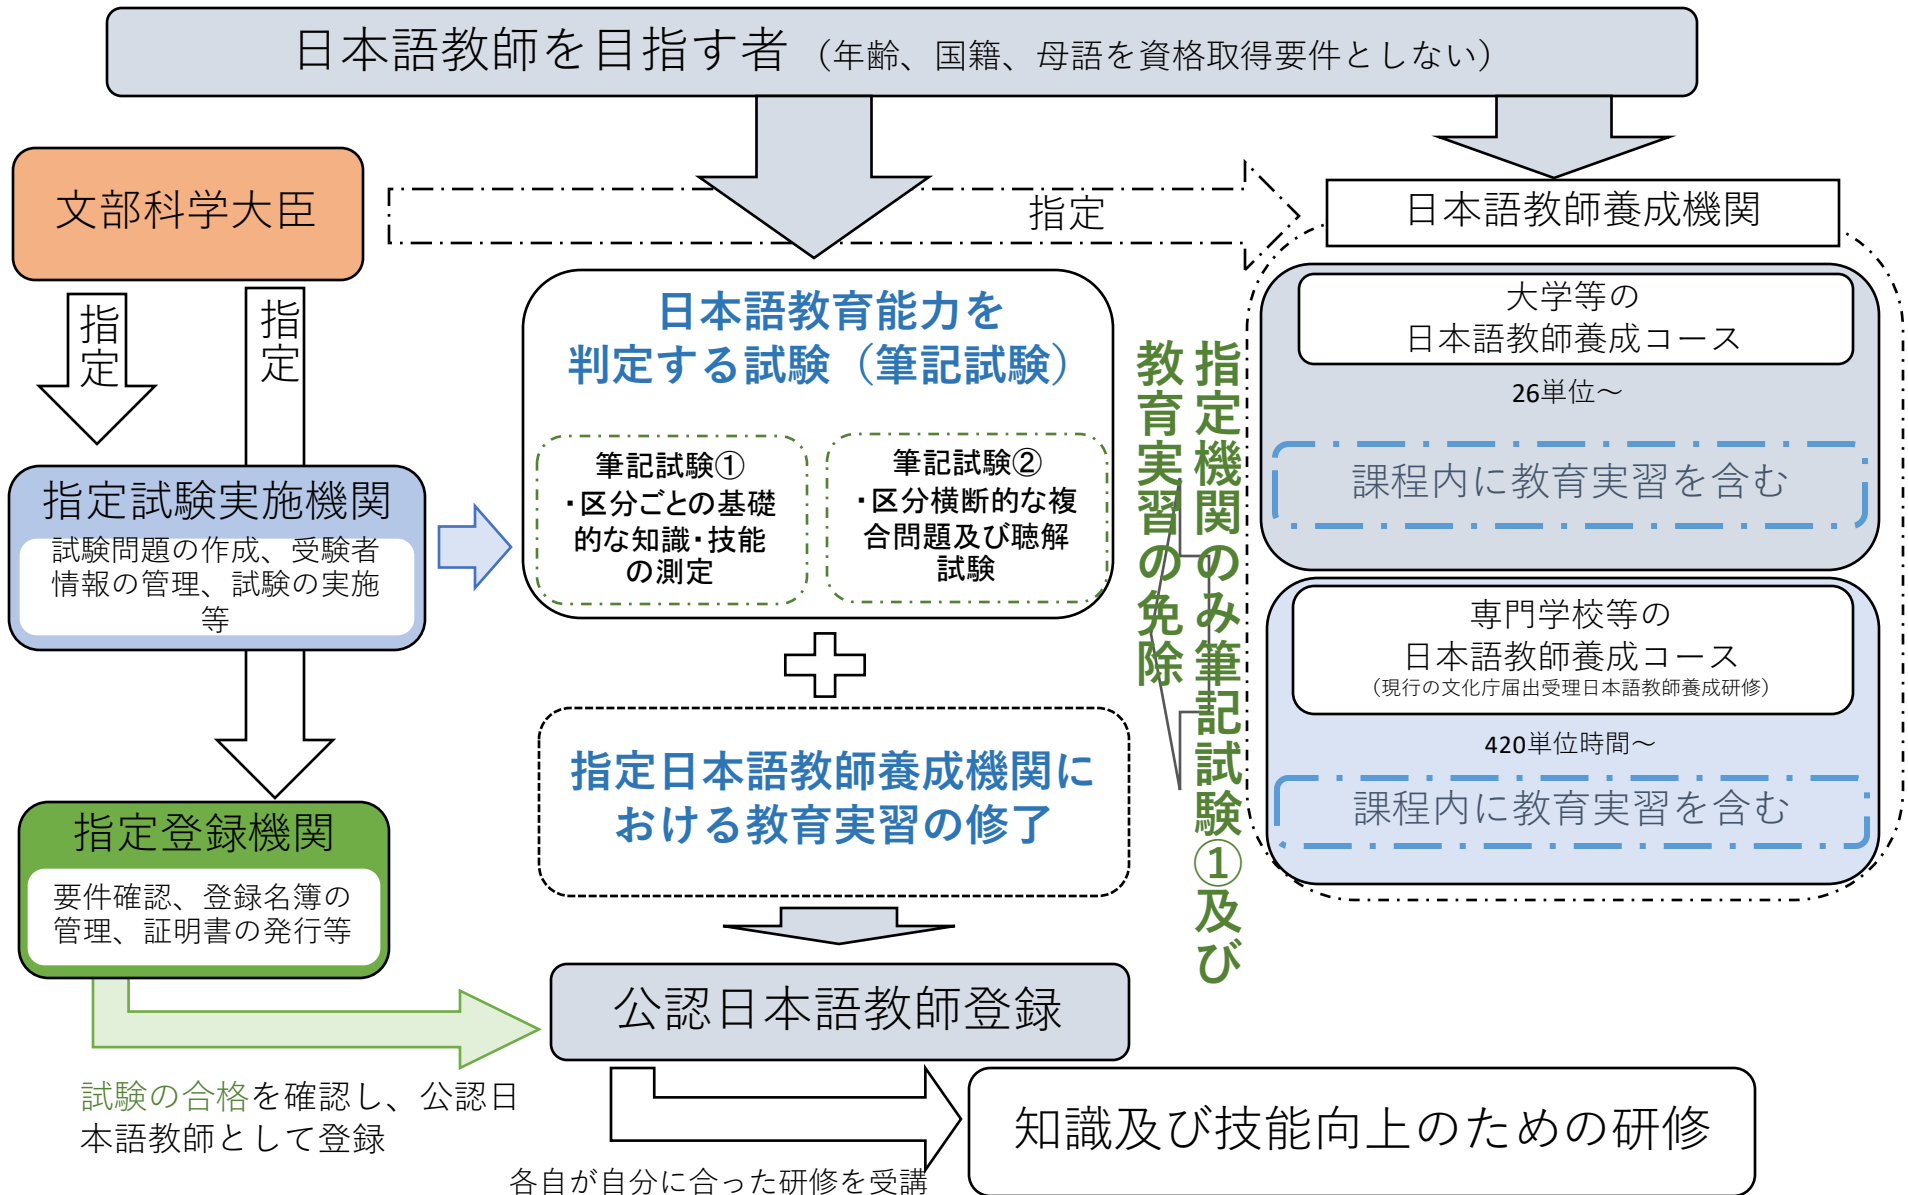 日本語教師を目指す者（年齢、国籍、母語を資格取得要件としない）
文部科学大臣
指定
日本語教師養成機関
指定
指定
日本語教育能力を
判定する試験（筆記試験）
筆記試験①
・区分ごとの基礎
的な知識・技能
の測定
筆記試験②
・区分横断的な複
合問題及び聴解
試験
指定試験実施機関
試験問題の作成、受験者
情報の管理、試験の実施
等
指定機関のみ筆記試験①及び
教育実習の免除
大学等の
日本語教師養成コース
26単位～
課程内に教育実習を含む
専門学校等の
日本語教師養成コース
（現行の文化庁届出受理日本語教師養成研修）
420単位時間～
課程内に教育実習を含む
指定日本語教師養成機関に
おける教育実習の修了
指定登録機関
要件確認、登録名簿の
管理、証明書の発行等
公認日本語教師登録
試験の合格を確認し、公認日
本語教師として登録
知識及び技能向上のための研修
各自が自分に合った研修を受講